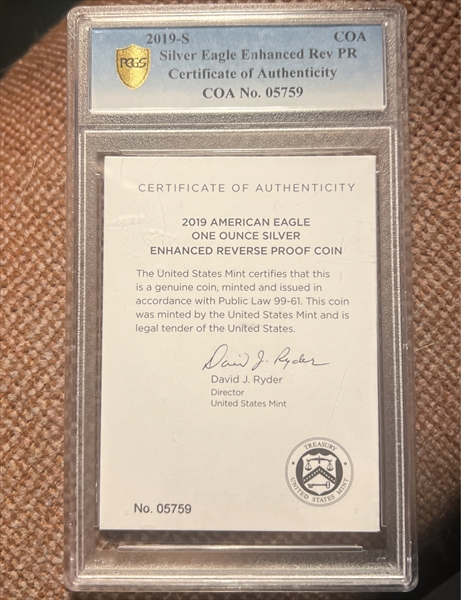 2019-S COA
Silver Eagle Enhanced Rev PR
Certificate of Authenticity
COA No. 05759
PCGS
CERTIFICATE OF AUTHENTICITY
2019 AMERICAN EAGLE
ONE OUNCE SILVER
ENHANCED REVERSE PROOF COIN
The United States Mint certifies that this
is a genuine coin, minted and issued in
accordance with Public Law 99-61. This coin
was minted by the United States Mint and is
legal tender of the United States.
David J. Ryder
David J. Ryder
Director
United States Mint
TREASURY
UNITED STATES MINT
No. 05759